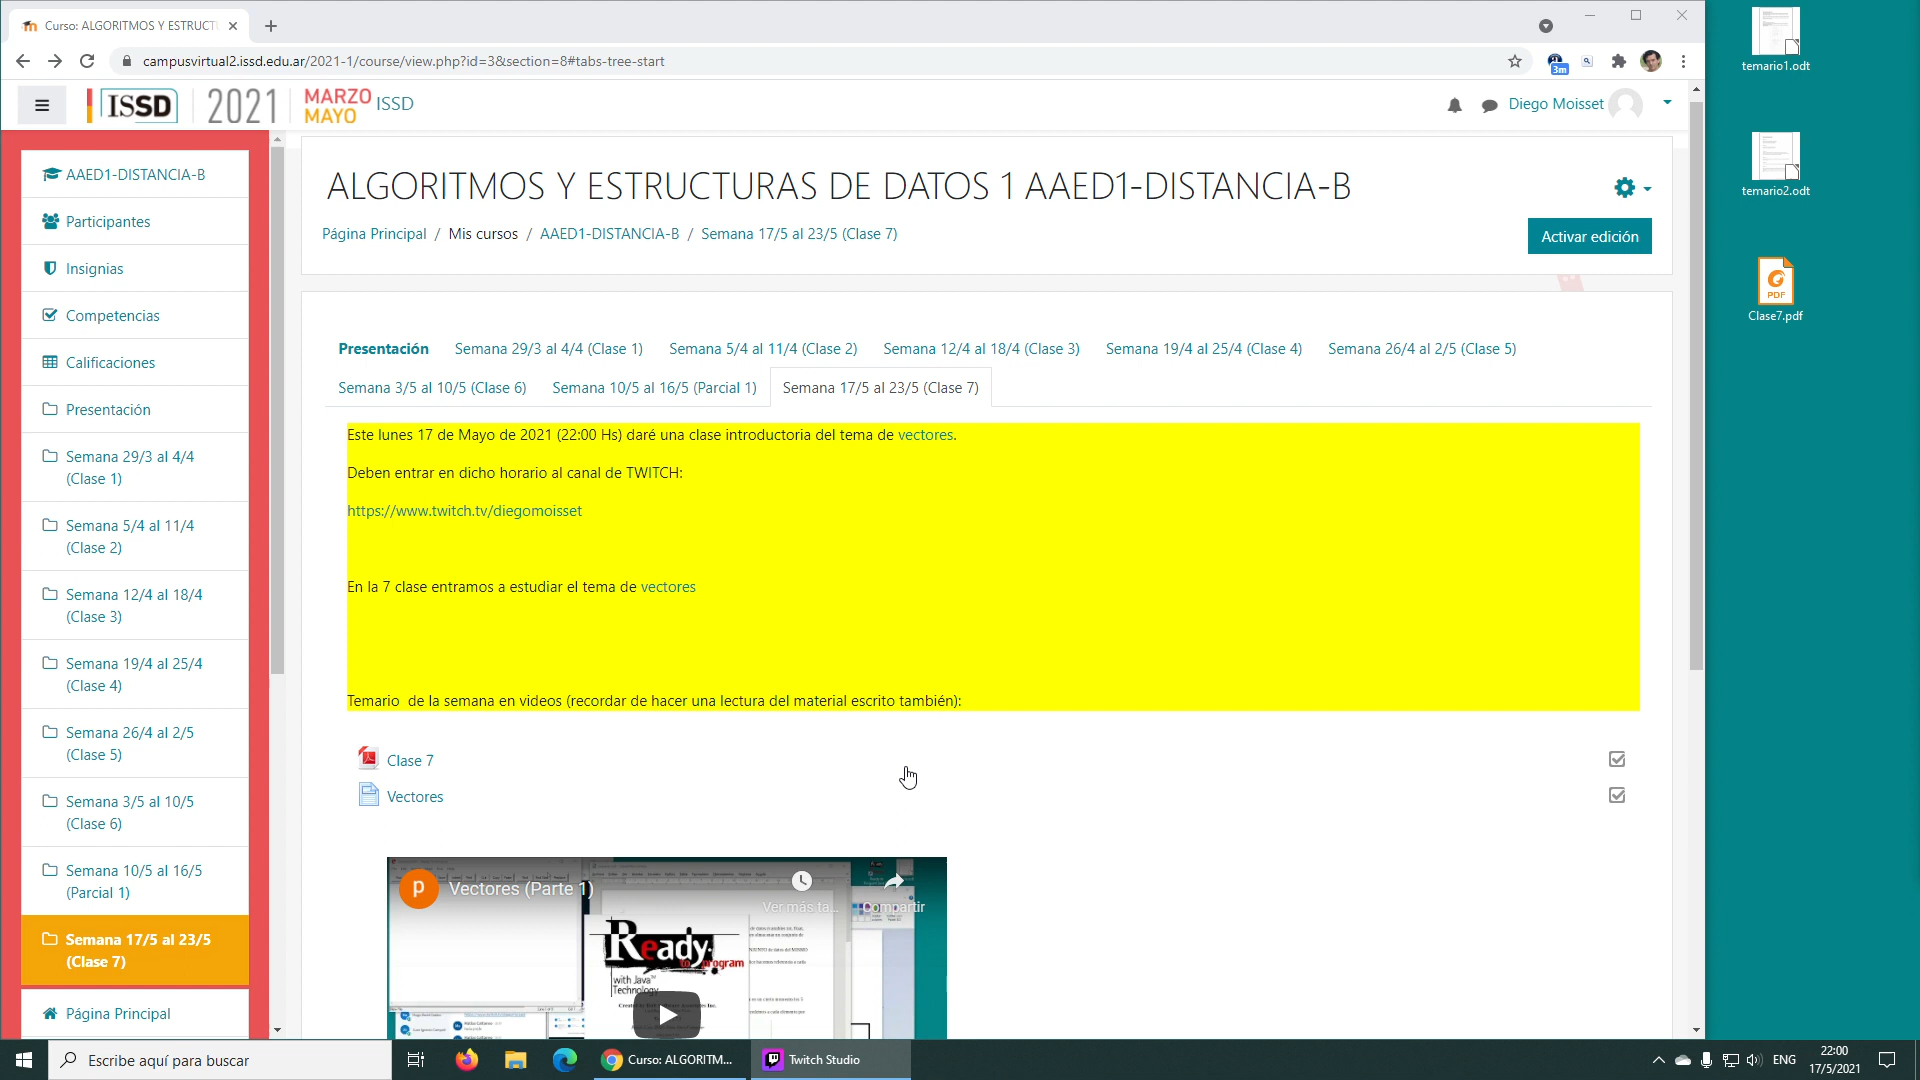 Curso: ALGORITMOS Y ESTRUCTU
campusvirtual2.issd.edu.ar/2021-1/course/view.php?id=3&section=8#tabs-tree-start
3m
ISSD 2021 MARZO MAYO ISSD
Diego Moisset
AAED1-DISTANCIA-B
Participantes
Insignias
Competencias
Calificaciones
Presentación
Semana 29/3 al 4/4
(Clase 1)
Semana 5/4 al 11/4
(Clase 2)
Semana 12/4 al 18/4
(Clase 3)
Semana 19/4 al 25/4
(Clase 4)
Semana 26/4 al 2/5
(Clase 5)
Semana 3/5 al 10/5
(Clase 6)
Semana 10/5 al 16/5
(Parcial 1)
Semana 17/5 al 23/5
(Clase 7)
Página Principal
ALGORITMOS Y ESTRUCTURAS DE DATOS 1 AAED1-DISTANCIA-B
Página Principal / Mis cursos / AAED1-DISTANCIA-B / Semana 17/5 al 23/5 (Clase 7)
Activar edición
Presentación Semana 29/3 al 4/4 (Clase 1) Semana 5/4 al 11/4 (Clase 2) Semana 12/4 al 18/4 (Clase 3) Semana 19/4 al 25/4 (Clase 4) Semana 26/4 al 2/5 (Clase 5)
Semana 3/5 al 10/5 (Clase 6) Semana 10/5 al 16/5 (Parcial 1) Semana 17/5 al 23/5 (Clase 7)
Este lunes 17 de Mayo de 2021 (22:00 Hs) daré una clase introductoria del tema de vectores.
Deben entrar en dicho horario al canal de TWITCH:
https://www.twitch.tv/diegomoisset
En la 7 clase entramos a estudiar el tema de vectores
Temario de la semana en videos (recordar de hacer una lectura del material escrito también):
Clase 7
Vectores
p
Vectores (Parte 1)
Ver más ta...
Compartir
Ready
to program
with Java™
Technology
temario1.odt
temario2.odt
PDF
Clase7.pdf
Escribe aquí para buscar
Curso: ALGORITM...
Twitch Studio
ENG
22:00
17/5/2021